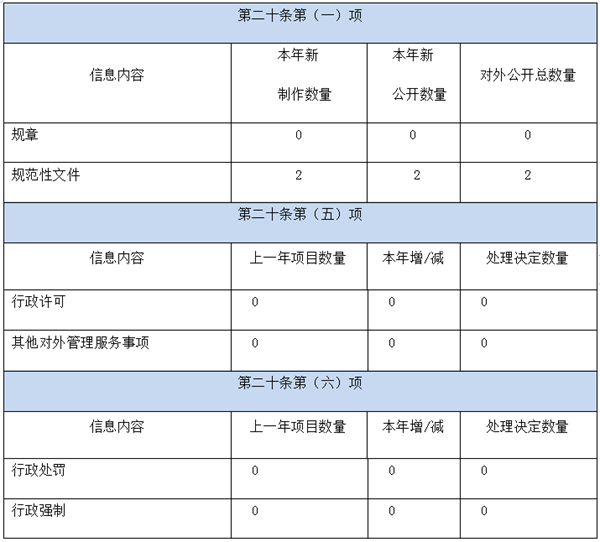 第二十条第（一）项
信息内容 本年新制作数量 本年新公开数量 对外公开总数量
规章 0 0 0
规范性文件 2 2 2
第二十条第（五）项
信息内容 上一年项目数量 本年增/减 处理决定数量
行政许可 0 0 0
其他对外管理服务事项 0 0 0
第二十条第（六）项
信息内容 上一年项目数量 本年增/减 处理决定数量
行政处罚 0 0 0
行政强制 0 0 0